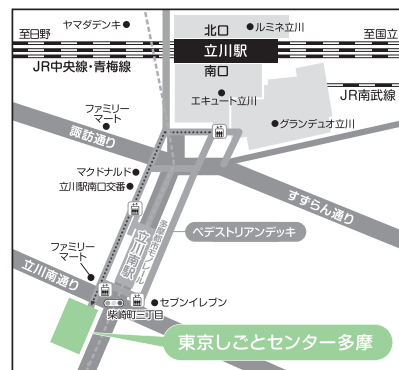 ヤマダデンキ
北口
ルミネ立川
至日野
立川駅
至国立
JR中央線・青梅線
南口
JR南武線
エキュート立川
ファミリー
マート
グランデュオ立川
諏訪通り
マクドナルド
立川駅南口交番
すずらん通り
多摩都市モノレール
立川南駅
ペデストリアンデッキ
ファミリー
マート
立川南通り
セブンイレブン
柴崎町三丁目
東京しごとセンター多摩